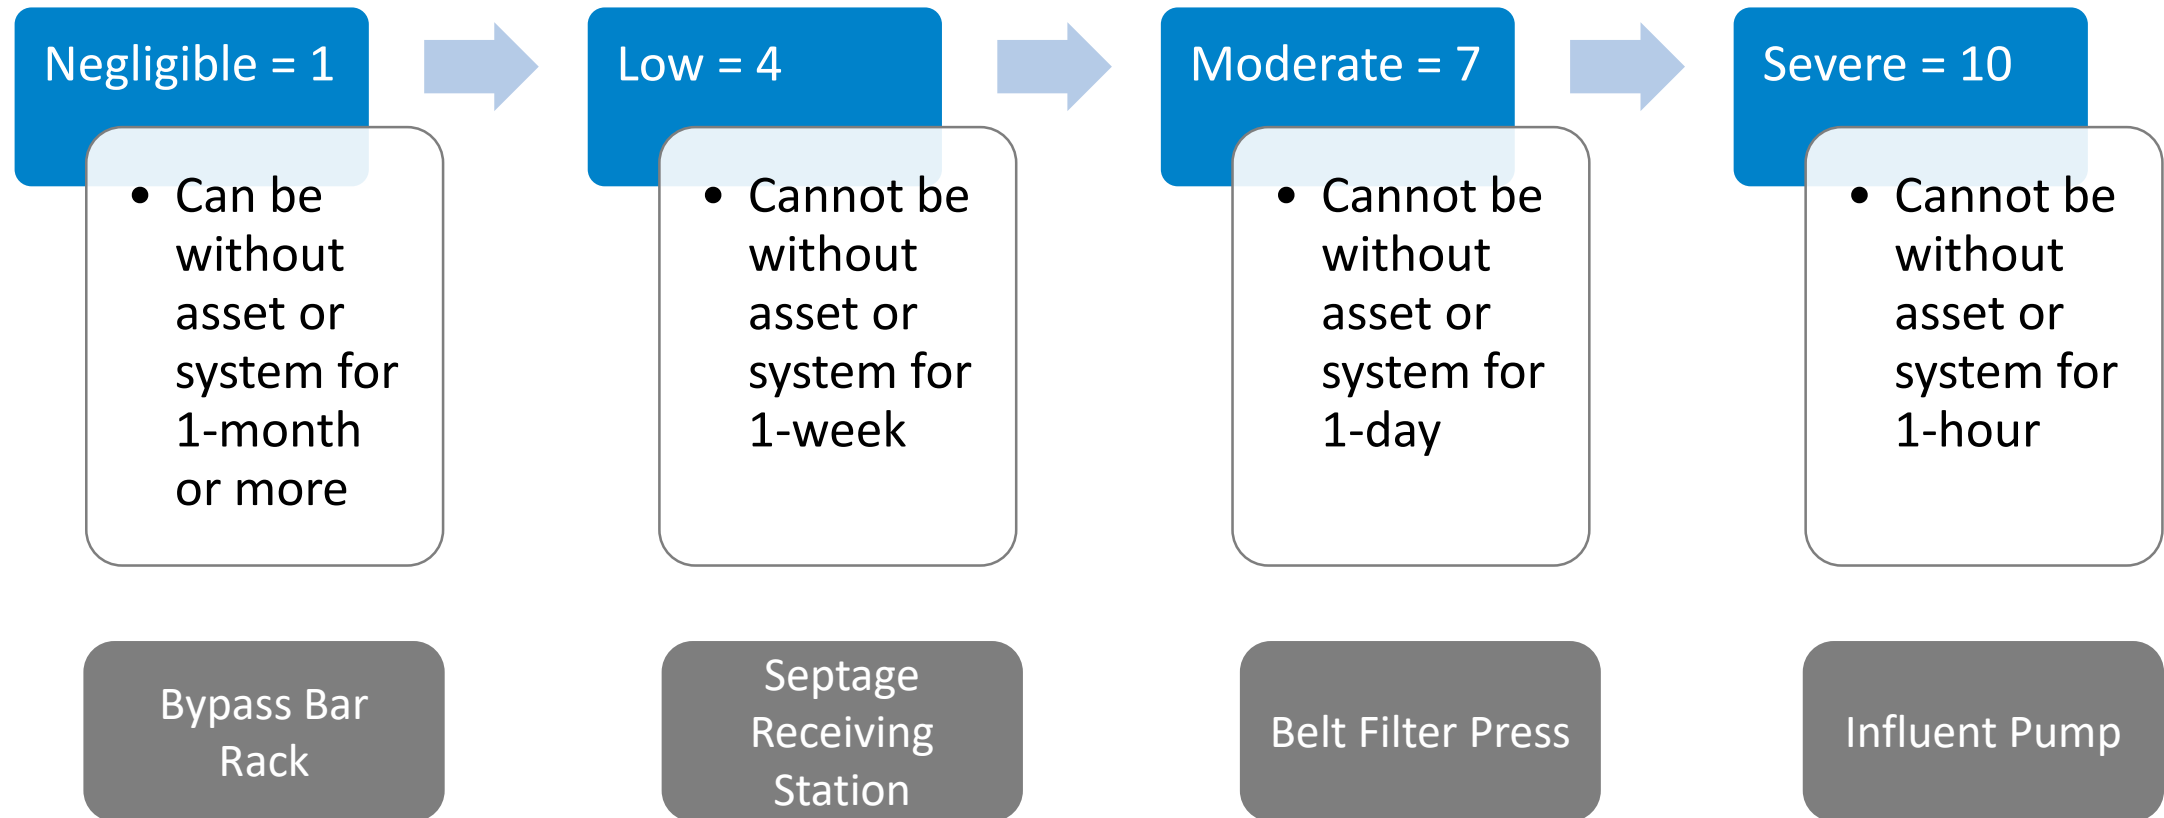 Negligible = 1
• Can be
without
asset or
system for
1-month
or more
Bypass Bar
Rack
Low = 4
• Cannot be
without
asset or
system for
1-week
Septage
Receiving
Station
Moderate = 7
• Cannot be
without
asset or
system for
1-day
Belt Filter Press
Severe = 10
• Cannot be
without
asset or
system for
1-hour
Influent Pump